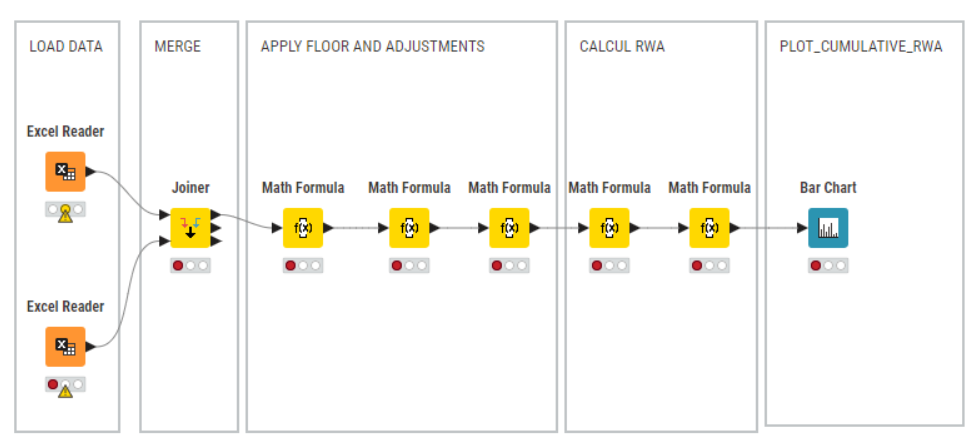 LOAD DATA
MERGE
APPLY FLOOR AND ADJUSTMENTS
CALCUL RWA
PLOT_CUMULATIVE_RWA
Excel Reader
Joiner
Math Formula
Math Formula
Math Formula
Math Formula
Math Formula
Bar Chart
f(x)
f(x)
f(x)
f(x)
f(x)
Excel Reader